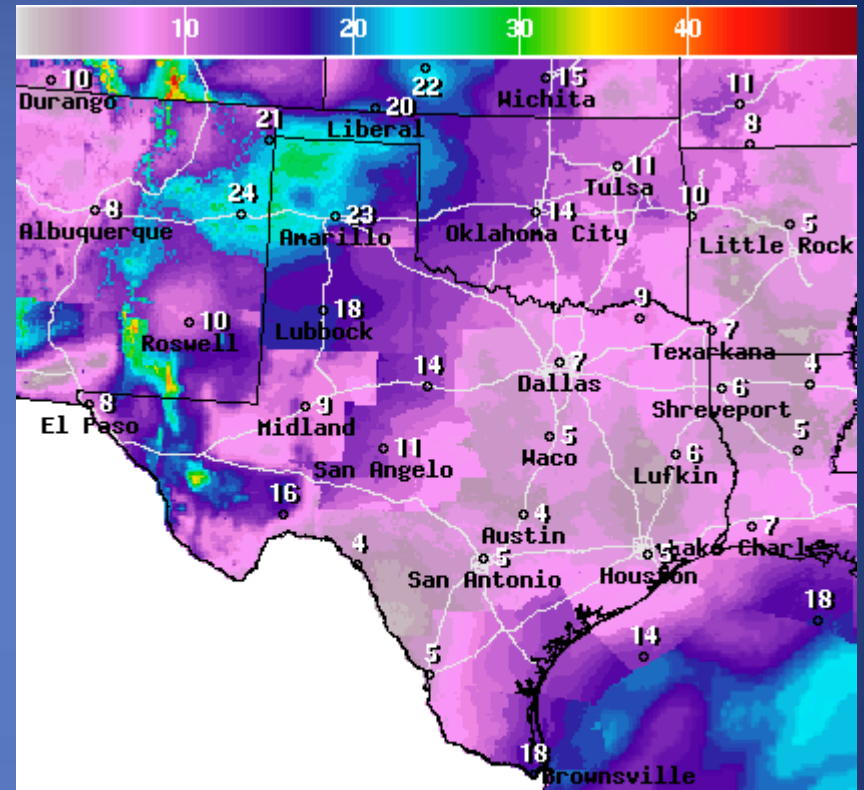 10 20 30 40
10 Durango
22
15 Wichita
11
20 Liberal
21
8
11 Tulsa
8 Albuquerque
24
23 Amarillo
14 Oklahoma City
10
5 Little Rock
10 Roswell
18 Lubbock
9
7 Texarkana
7 Dallas
14
6 Shreveport
4
8 El Paso
9 Midland
11 San Angelo
5 Waco
6 Lufkin
5
16
4 Austin
7
Lake Charl
4
5 San Antonio
5 Houston
18
14
5
18 Brownsville